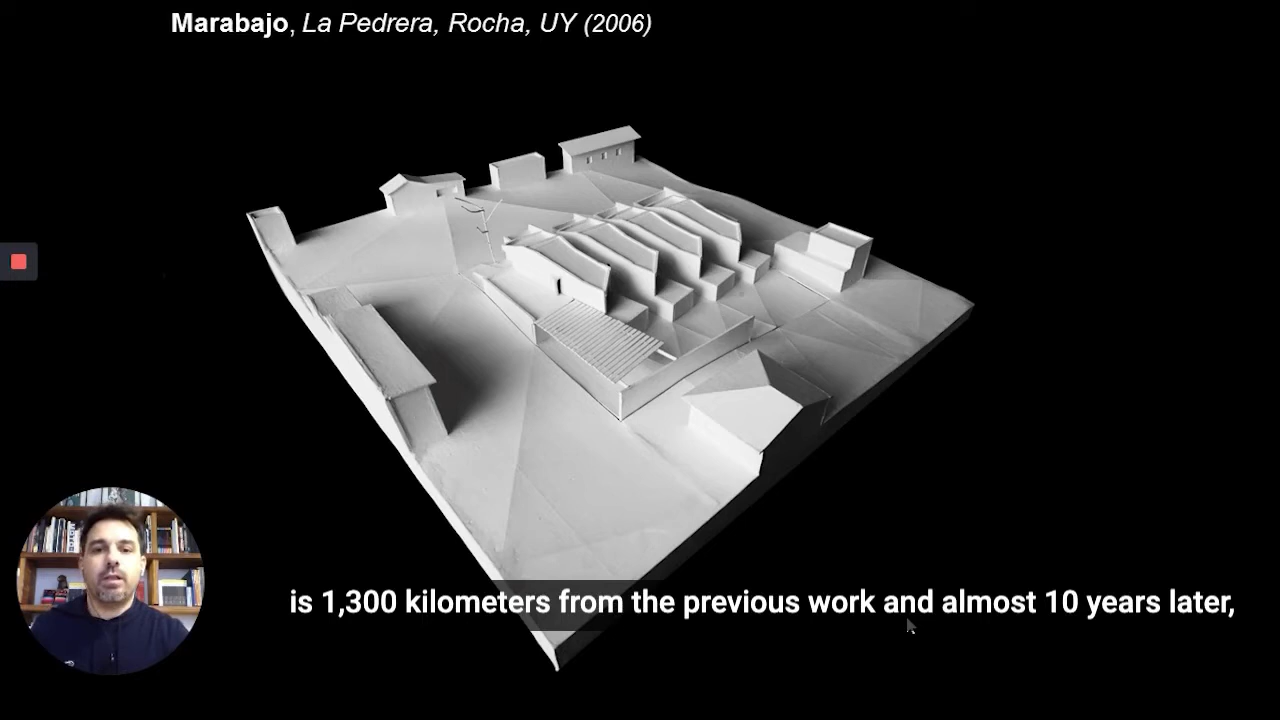 Marabajo, La Pedrera, Rocha, UY (2006)
is 1,300 kilometers from the previous work and almost 10 years later,